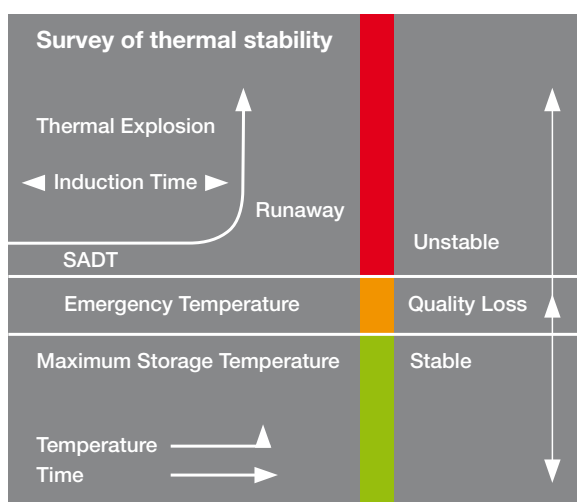 Survey of thermal stability
Thermal Explosion
Induction Time
Runaway
Unstable
SADT
Emergency Temperature
Quality Loss
Maximum Storage Temperature
Stable
Temperature
Time